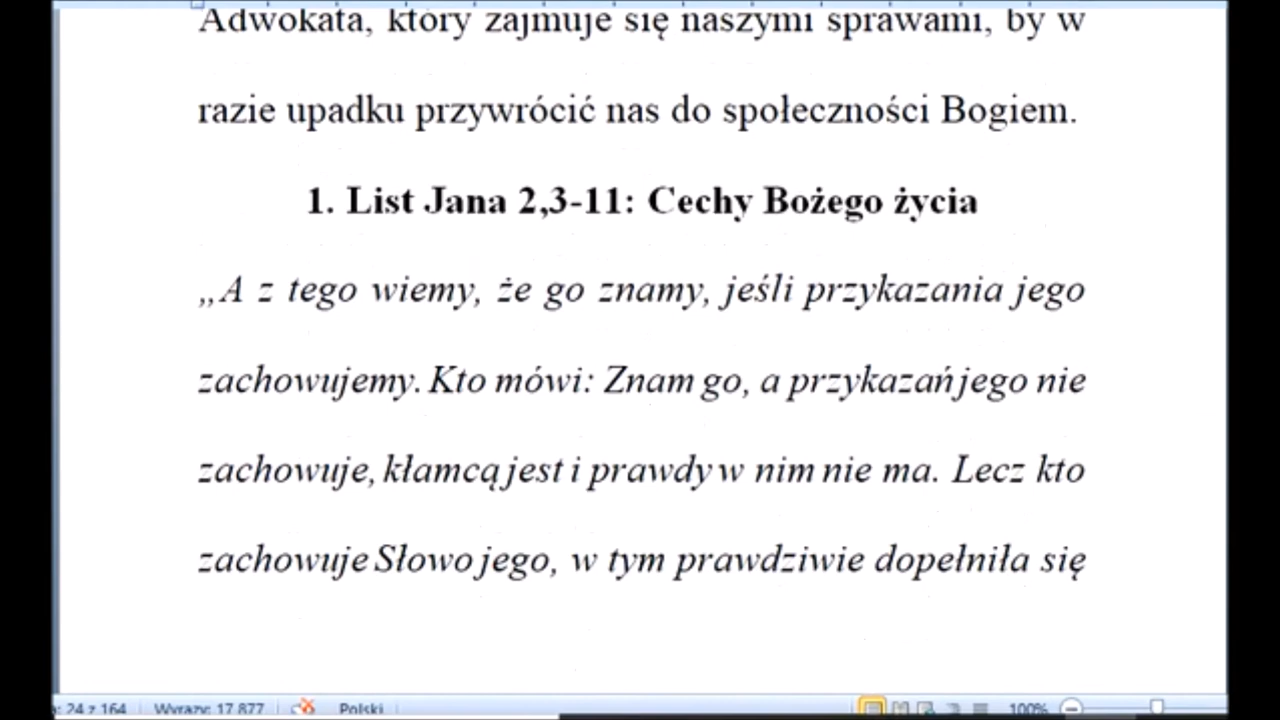 Adwokata, który zajmuje się naszymi sprawami, by w
razie upadku przywrócić nas do społeczności Bogiem.
1. List Jana 2,3-11: Cechy Bożego życia
„A z tego wiemy, że go znamy, jeśli przykazania jego
zachowujemy. Kto mówi: Znam go, a przykazań jego nie
zachowuje, kłamcą jest i prawdy w nim nie ma. Lecz kto
zachowuje Słowo jego, w tym prawdziwie dopełniła się
: 24 z 164 Wyrazy: 17 877 Polski 100%